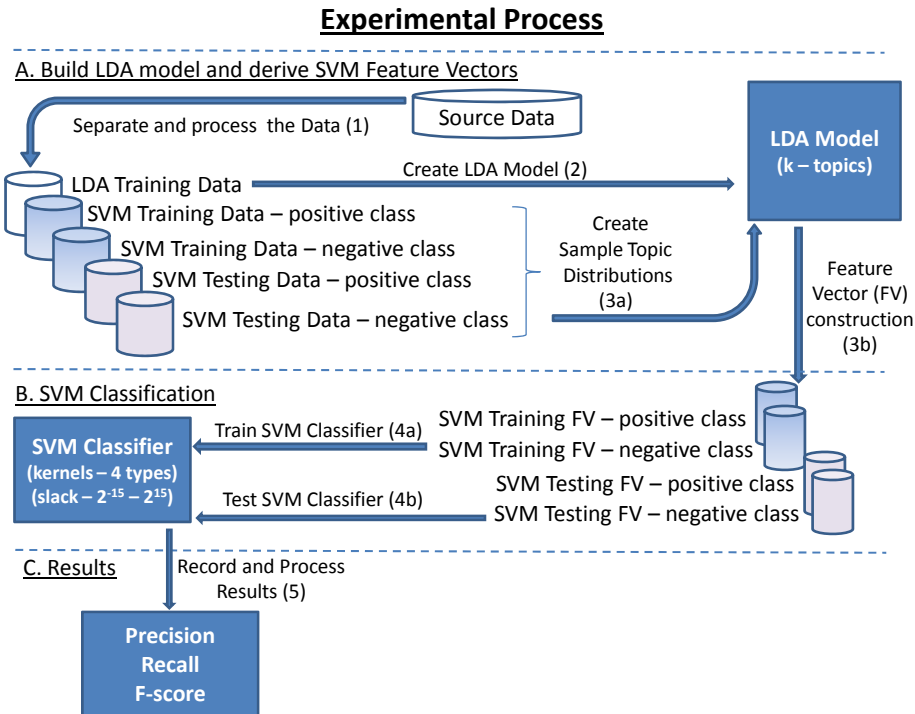 Experimental Process
A. Build LDA model and derive SVM Feature Vectors
Source Data
Separate and process the Data (1)
LDA Model
(k – topics)
Create LDA Model (2)
LDA Training Data
SVM Training Data – positive class
SVM Training Data – negative class
SVM Testing Data – positive class
SVM Testing Data – negative class
Create
Sample Topic
Distributions
(3a)
Feature
Vector (FV)
construction
(3b)
B. SVM Classification
SVM Classifier
(kernels – 4 types)
(slack – 2⁻¹⁵ – 2¹⁵)
Train SVM Classifier (4a)
Test SVM Classifier (4b)
SVM Training FV – positive class
SVM Training FV – negative class
SVM Testing FV – positive class
SVM Testing FV – negative class
C. Results
Record and Process
Results (5)
Precision
Recall
F-score